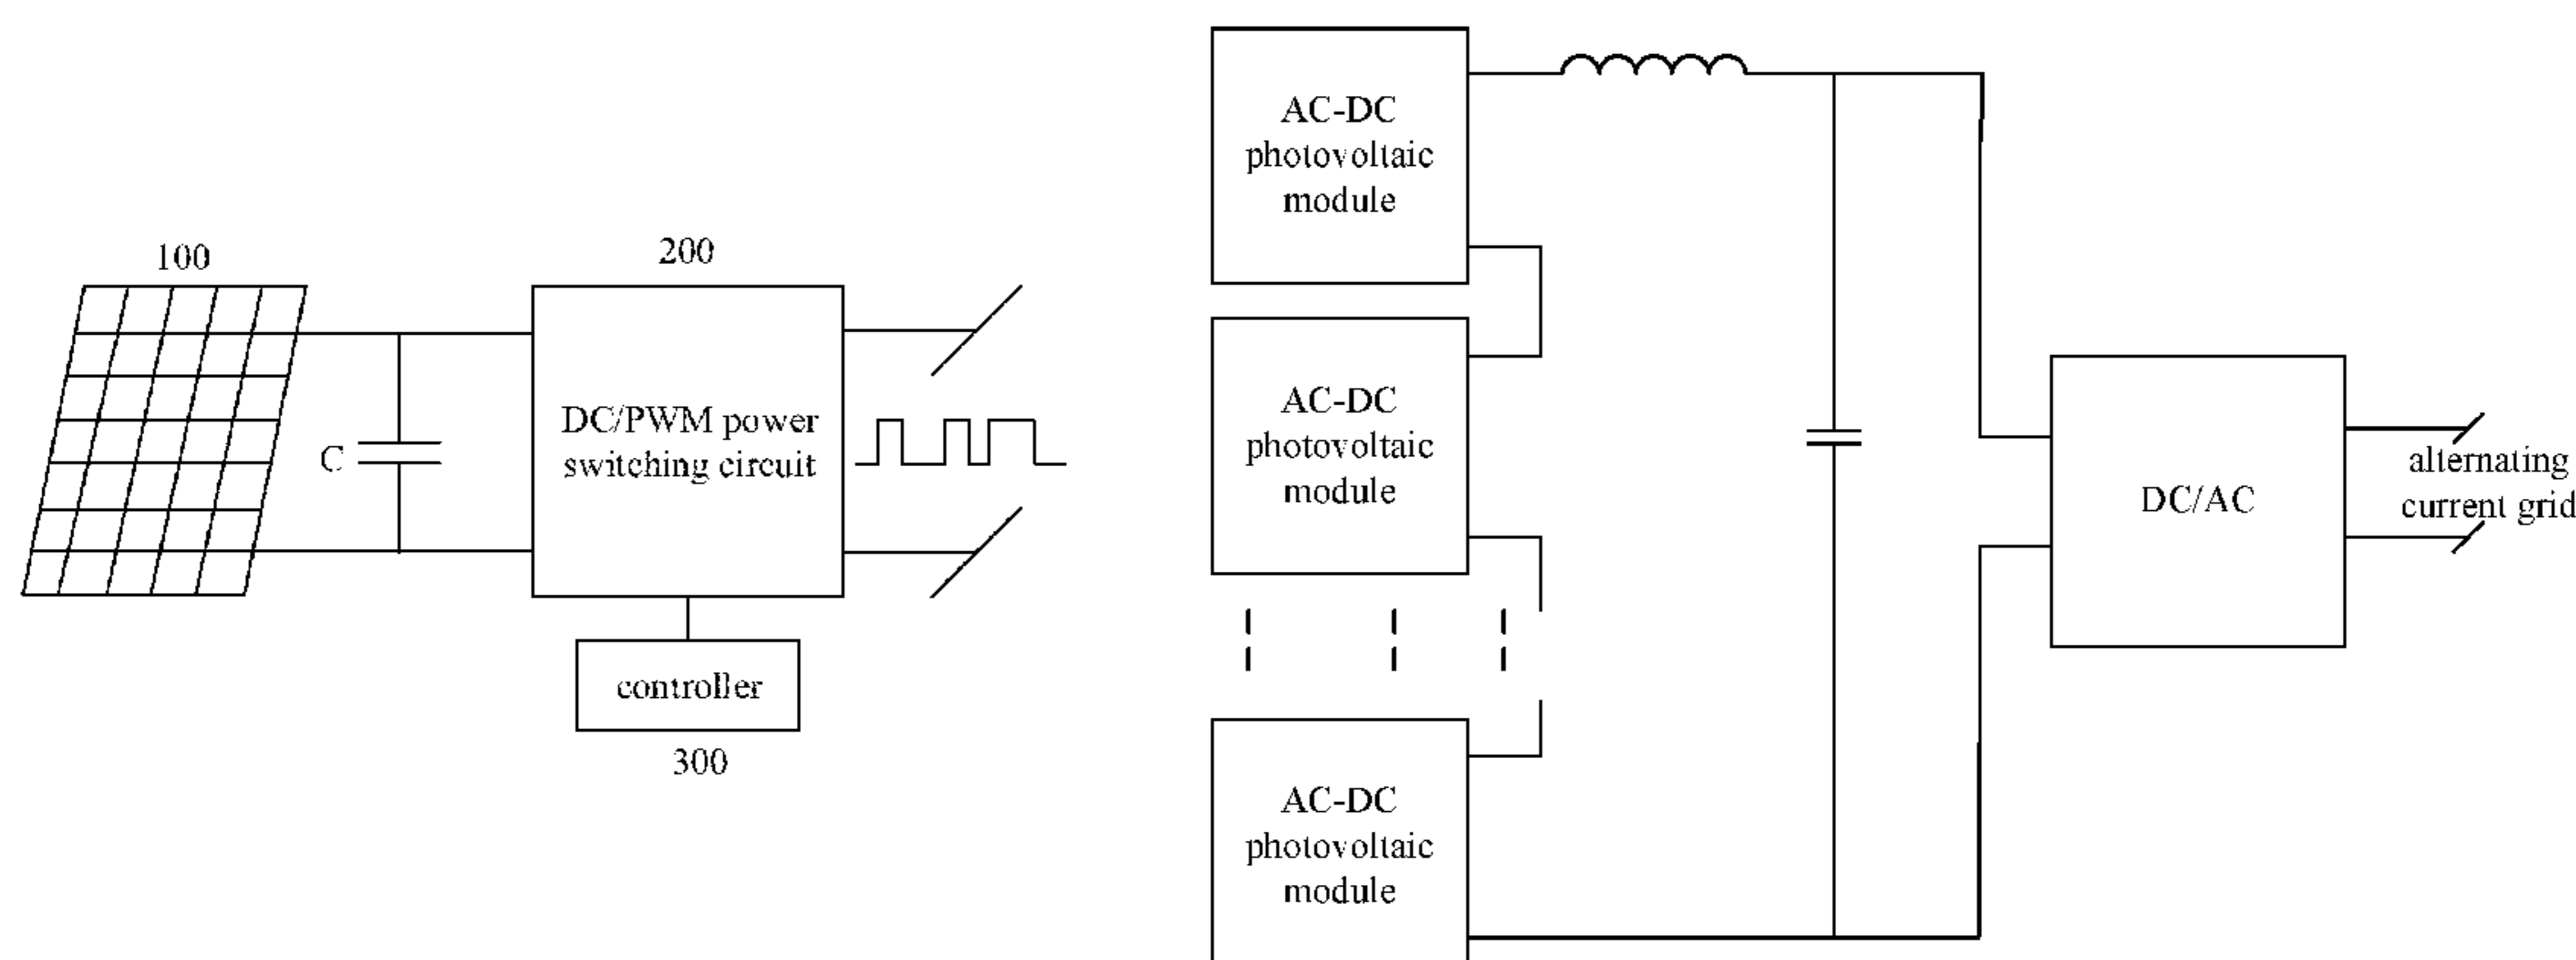 100
200
C
DC/PWM power
switching circuit
controller
300
AC-DC
photovoltaic
module
AC-DC
photovoltaic
module
AC-DC
photovoltaic
module
DC/AC
alternating
current grid